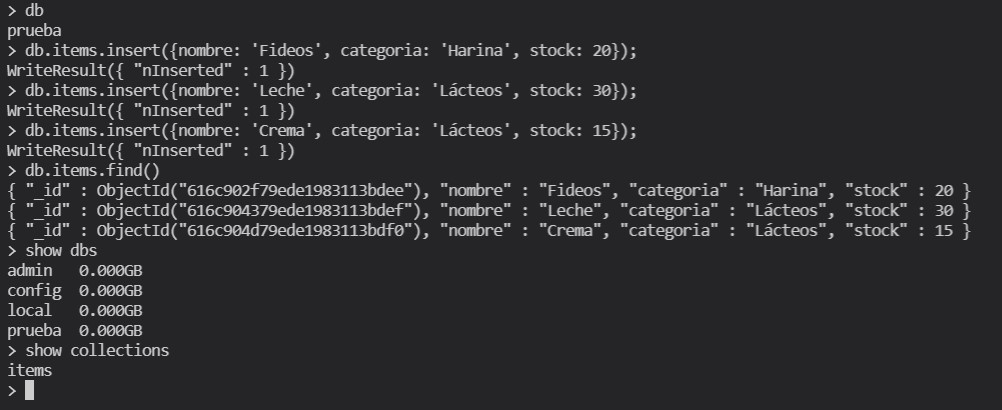 > db
prueba
> db.items.insert({nombre: 'Fideos', categoria: 'Harina', stock: 20});
WriteResult({ "nInserted" : 1 })
> db.items.insert({nombre: 'Leche', categoria: 'Lácteos', stock: 30});
WriteResult({ "nInserted" : 1 })
> db.items.insert({nombre: 'Crema', categoria: 'Lácteos', stock: 15});
WriteResult({ "nInserted" : 1 })
> db.items.find()
{ "_id" : ObjectId("616c902f79ede1983113bdee"), "nombre" : "Fideos", "categoria" : "Harina", "stock" : 20 }
{ "_id" : ObjectId("616c904379ede1983113bdef"), "nombre" : "Leche", "categoria" : "Lácteos", "stock" : 30 }
{ "_id" : ObjectId("616c904d79ede1983113bdf0"), "nombre" : "Crema", "categoria" : "Lácteos", "stock" : 15 }
> show dbs
admin   0.000GB
config  0.000GB
local   0.000GB
prueba  0.000GB
> show collections
items
>